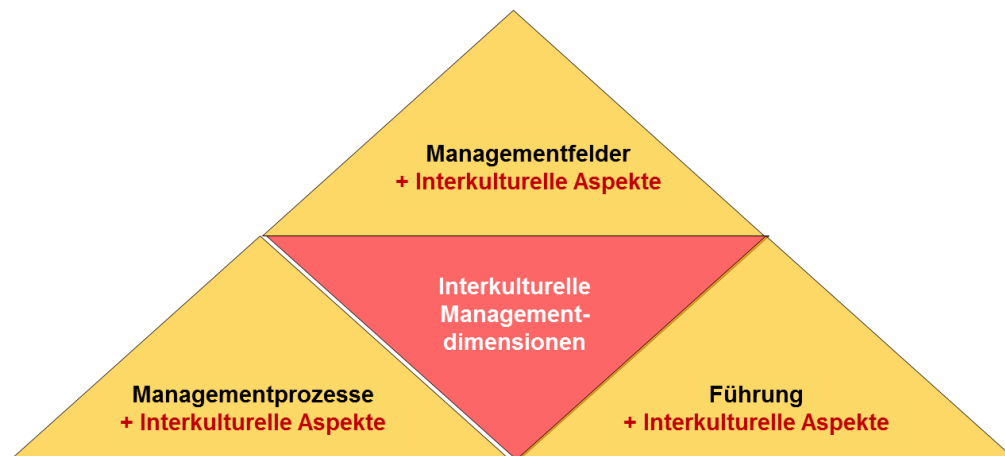 Managementfelder
+ Interkulturelle Aspekte
Interkulturelle
Management-
dimensionen
Managementprozesse
+ Interkulturelle Aspekte
Führung
+ Interkulturelle Aspekte